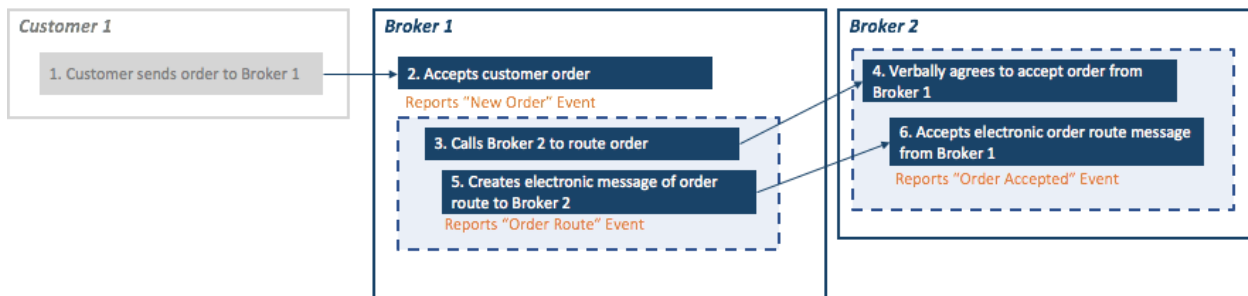 Customer 1
1. Customer sends order to Broker 1
Broker 1
2. Accepts customer order
Reports “New Order” Event
3. Calls Broker 2 to route order
5. Creates electronic message of order
route to Broker 2
Reports “Order Route” Event
Broker 2
4. Verbally agrees to accept order from
Broker 1
6. Accepts electronic order route message
from Broker 1
Reports “Order Accepted” Event